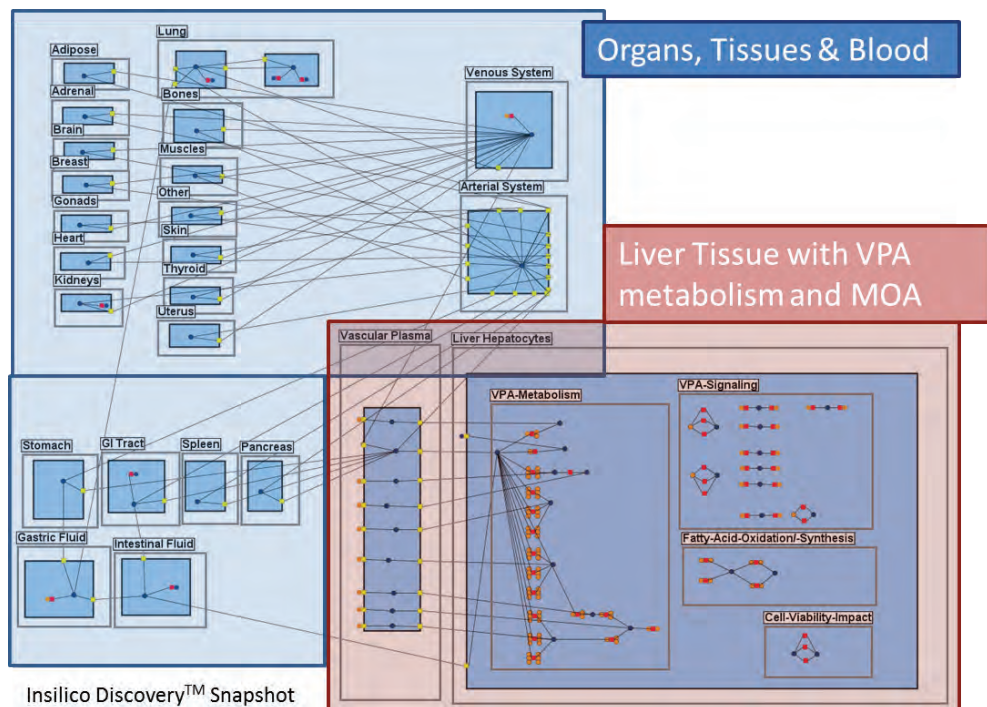 Organs, Tissues & Blood
Lung
Adipose
Venous System
Adrenal
Bones
Brain
Muscles
Breast
Arterial System
Other
Gonads
Skin
Heart
Thyroid
Kidneys
Uterus
Liver Tissue with VPA
metabolism and MOA
Vascular Plasma
Liver Hepatocytes
VPA-Metabolism
VPA-Signaling
Stomach
GI Tract
Spleen
Pancreas
Gastric Fluid
Intestinal Fluid
Fatty-Acid-Oxidation/-Synthesis
Cell-Viability-Impact
Insilico Discovery™ Snapshot